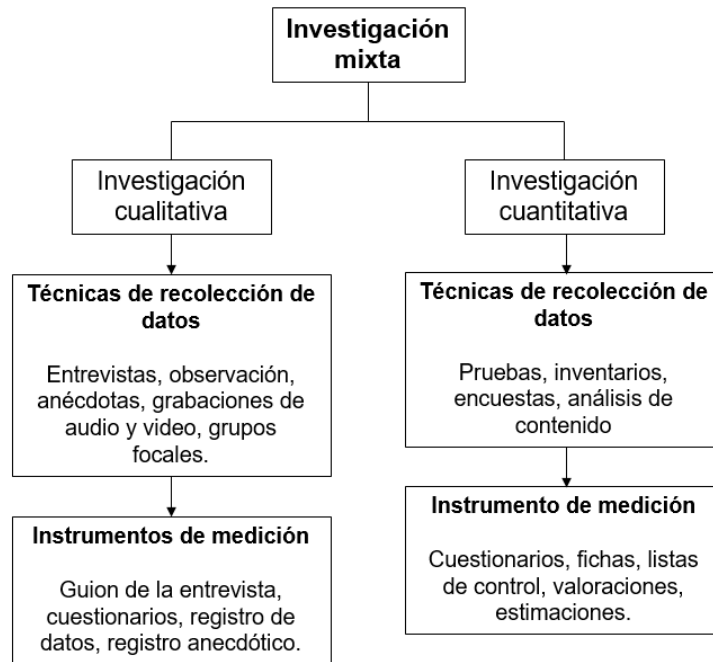 Investigación
mixta
Investigación
cualitativa
Investigación
cuantitativa
Técnicas de recolección de
datos
Entrevistas, observación,
anécdotas, grabaciones de
audio y video, grupos
focales.
Técnicas de recolección de
datos
Pruebas, inventarios,
encuestas, análisis de
contenido
Instrumentos de medición
Guion de la entrevista,
cuestionarios, registro de
datos, registro anecdótico.
Instrumento de medición
Cuestionarios, fichas, listas
de control, valoraciones,
estimaciones.